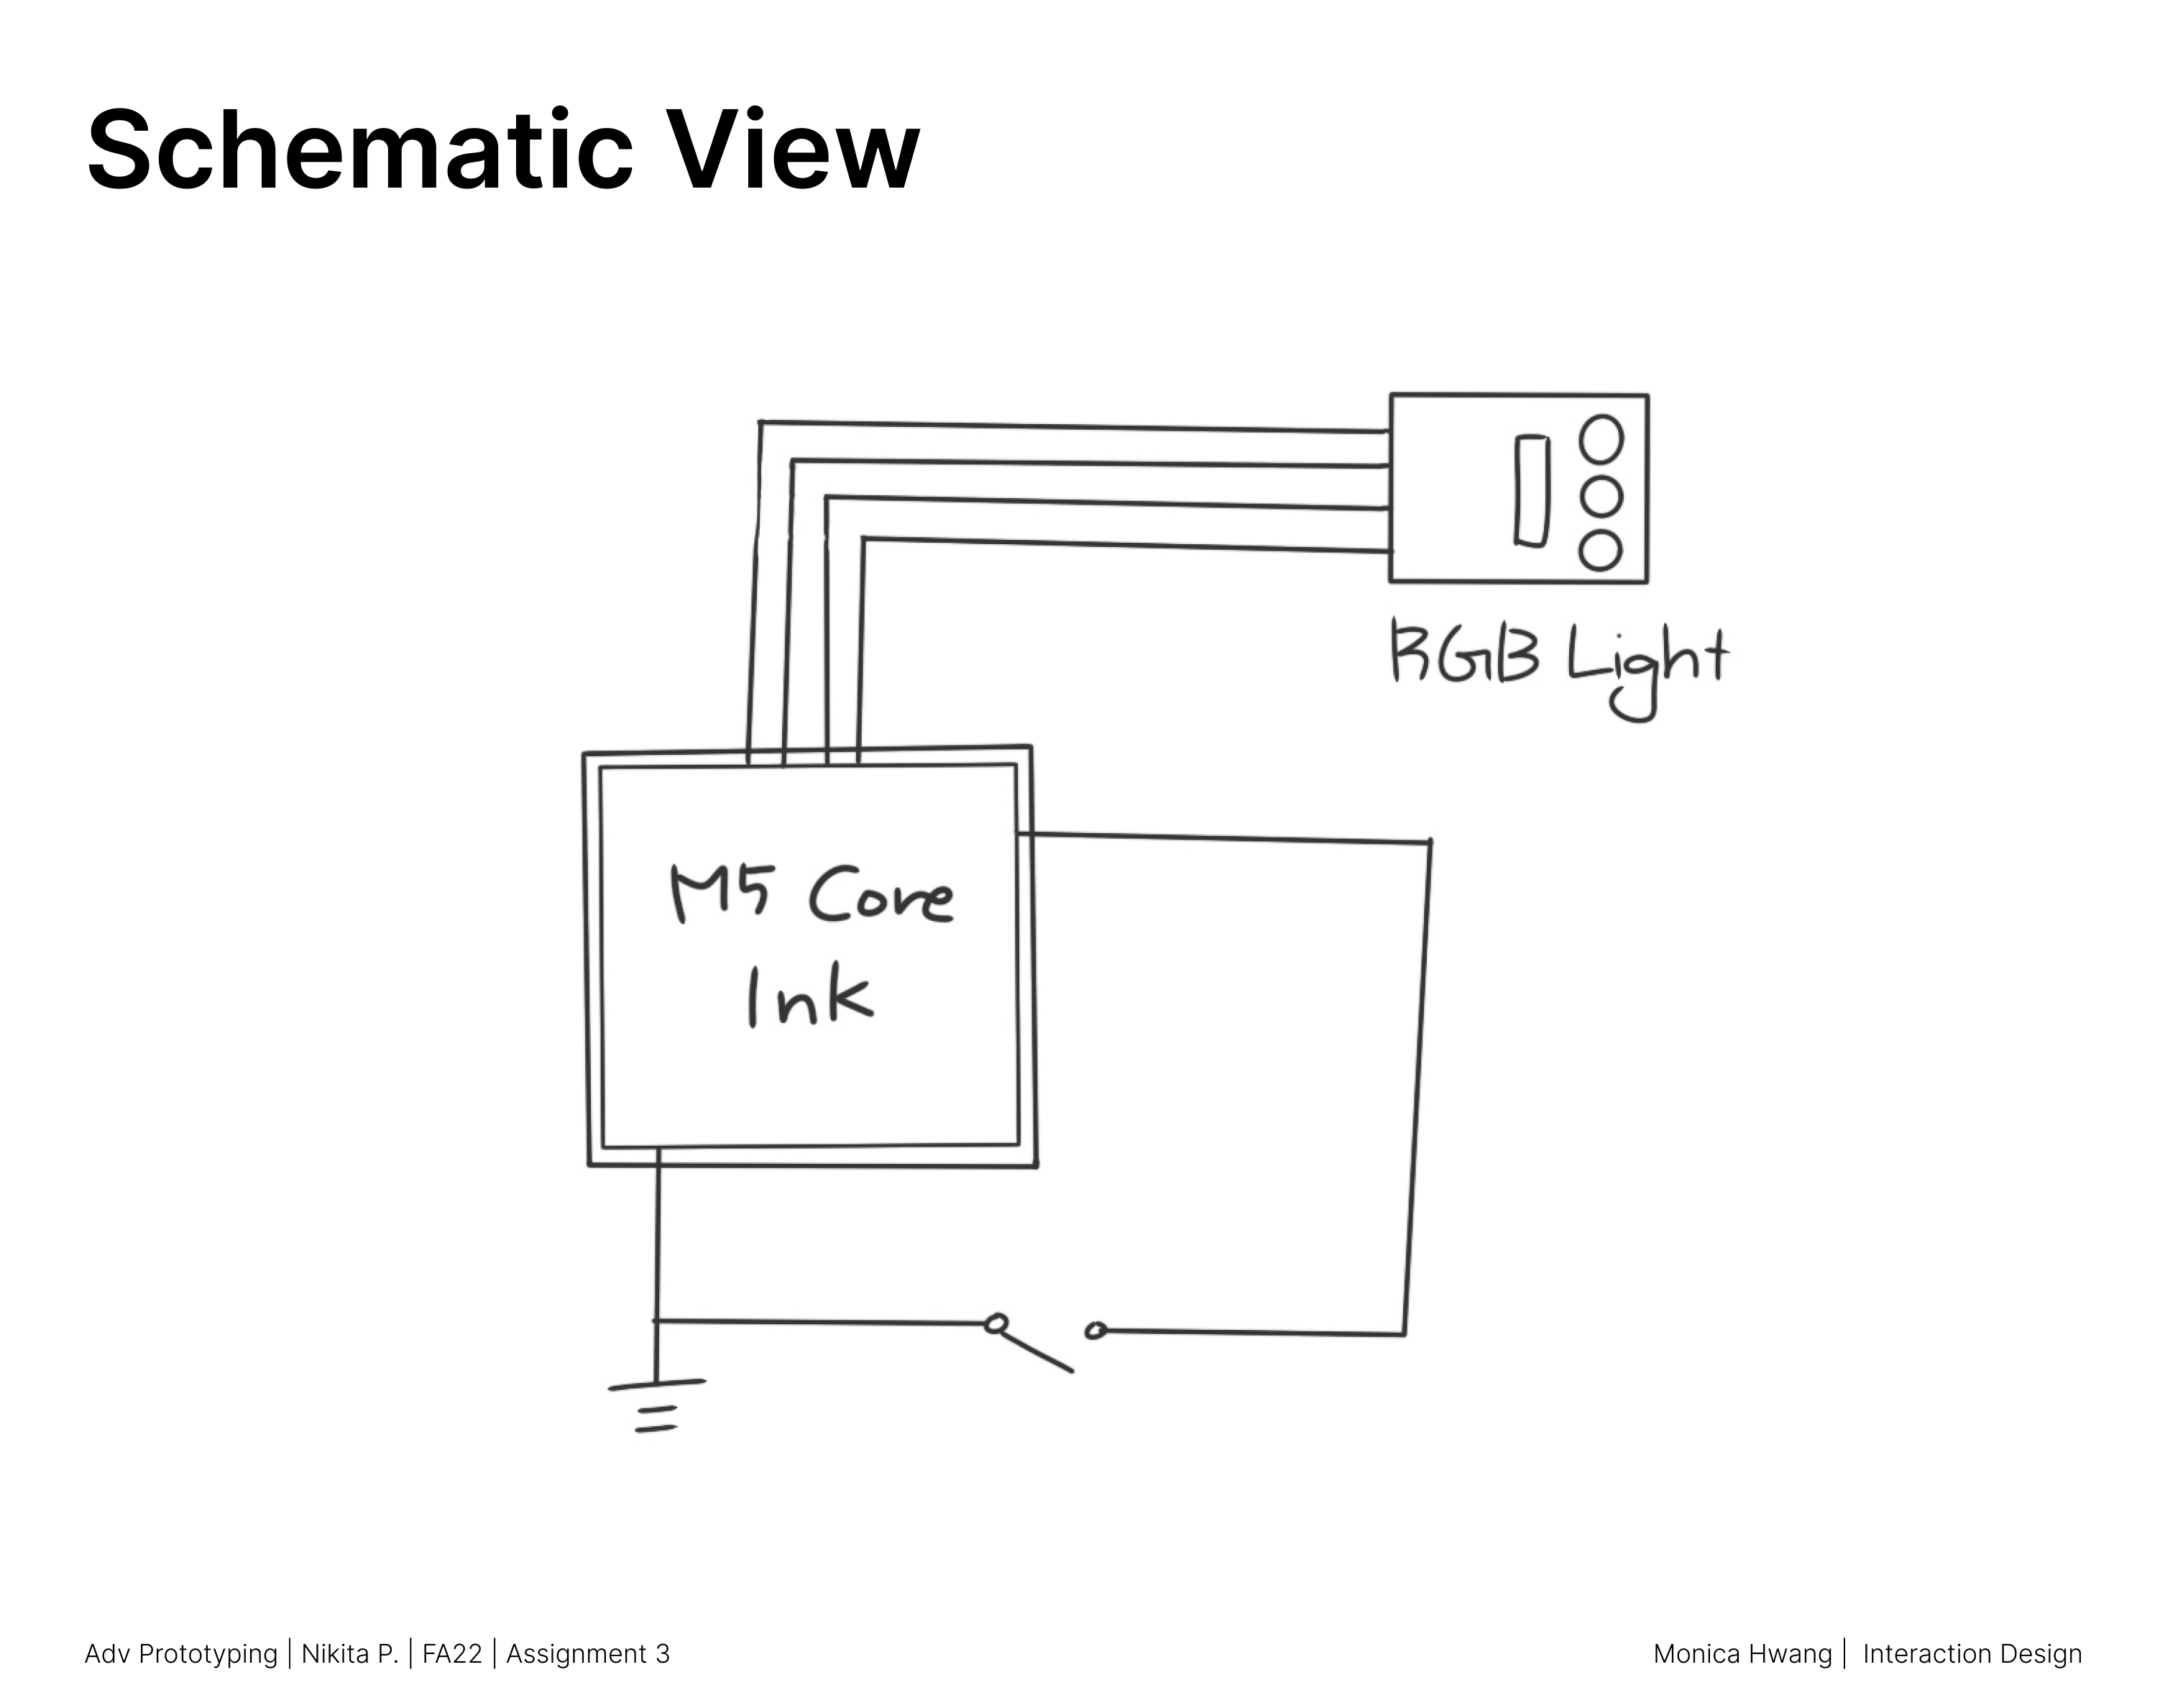 Schematic View
RGB Light
M5 Core
Ink
Adv Prototyping | Nikita P. | FA22 | Assignment 3
Monica Hwang | Interaction Design